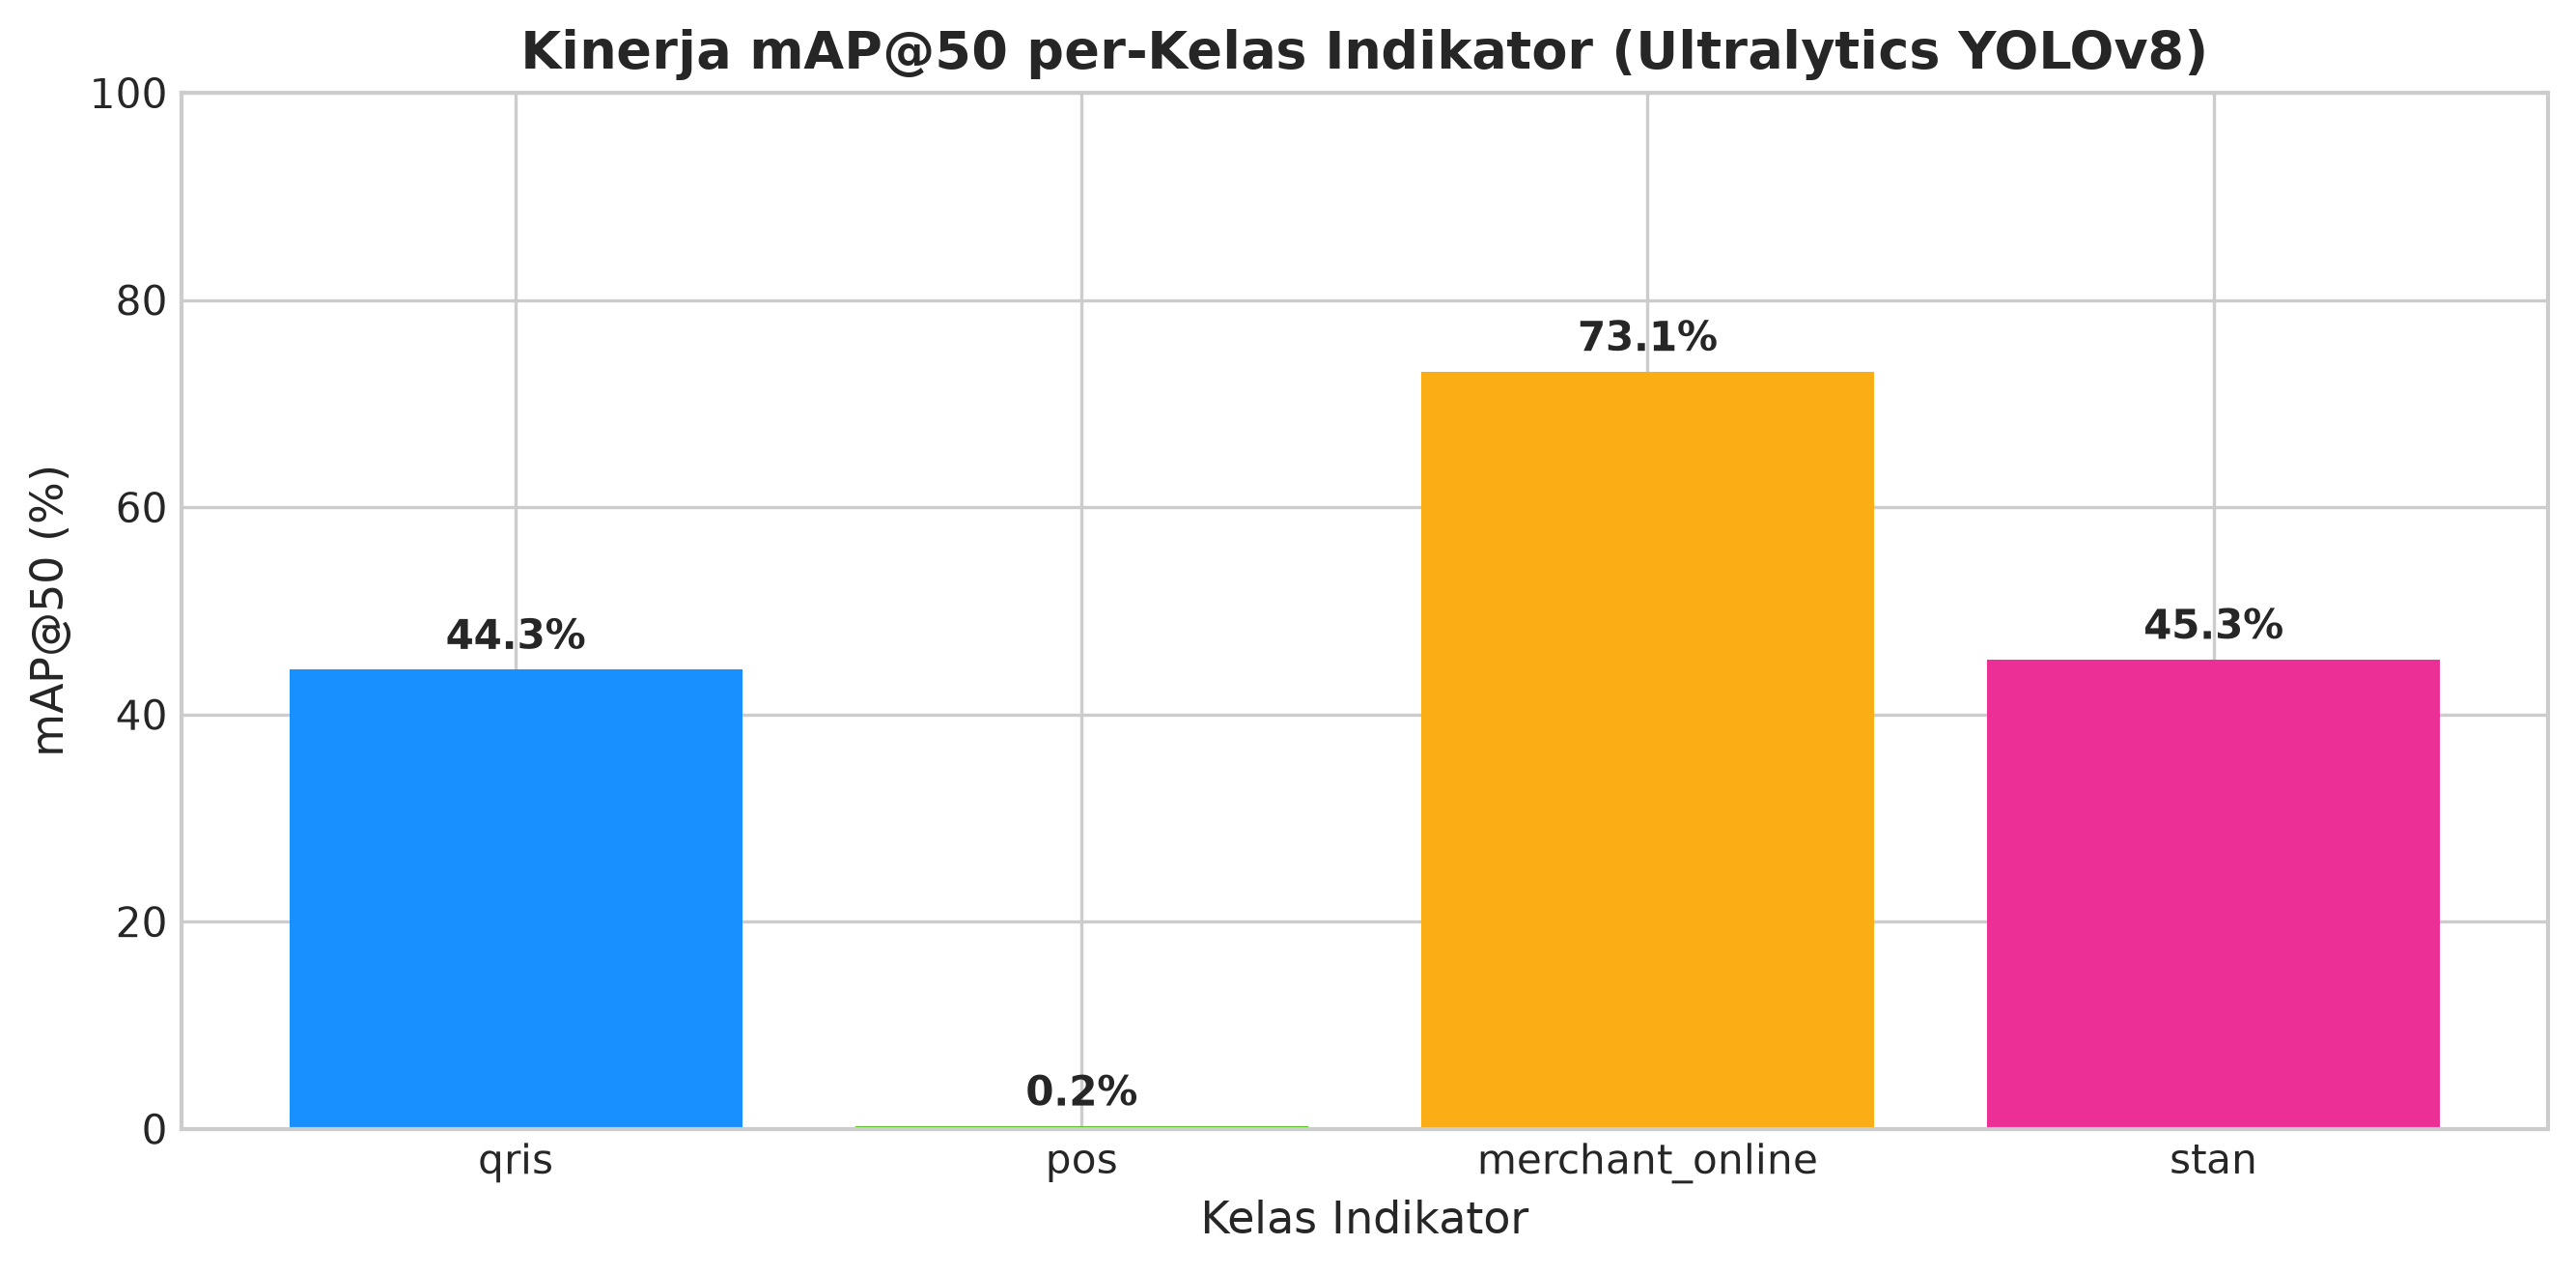 Kinerja mAP@50 per-Kelas Indikator (Ultralytics YOLOv8)
100
80
60
40
20
0
mAP@50 (%)
44.3%
0.2%
73.1%
45.3%
qris
pos
merchant_online
stan
Kelas Indikator